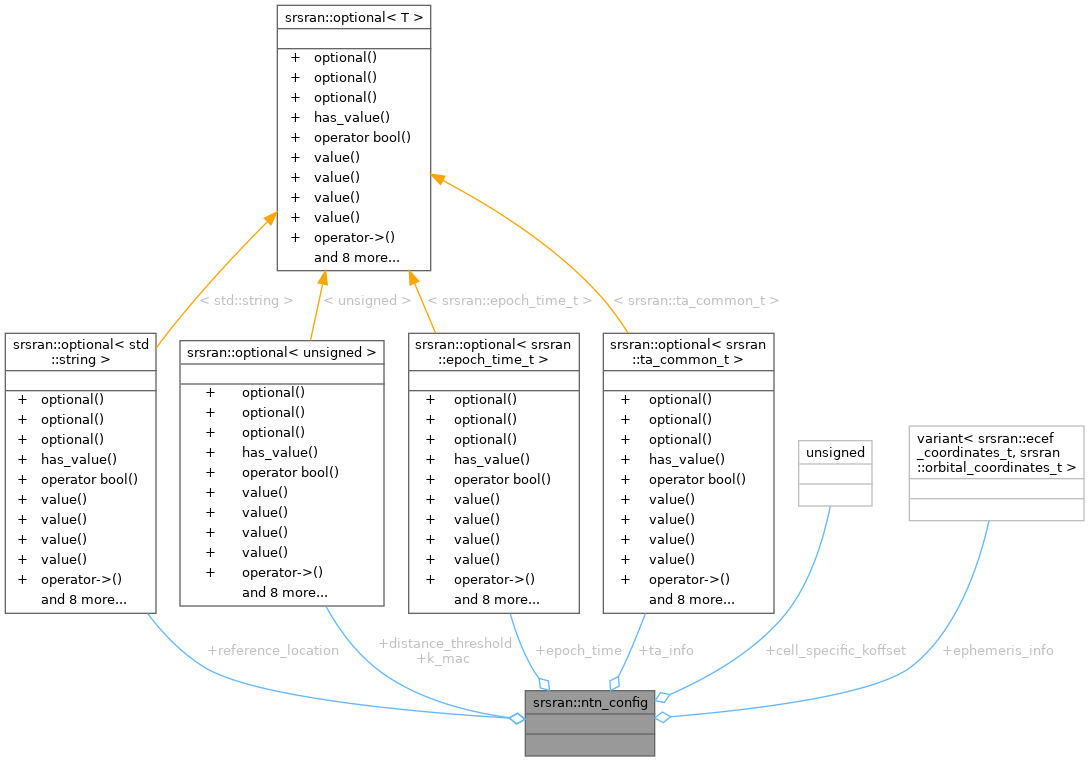 srsran::optional< T >
+ optional()
+ optional()
+ optional()
+ has_value()
+ operator bool()
+ value()
+ value()
+ value()
+ value()
+ operator->()
and 8 more...
< std::string >
< unsigned >
< srsran::epoch_time_t >
< srsran::ta_common_t >
srsran::optional< std
::string >
+ optional()
+ optional()
+ optional()
+ has_value()
+ operator bool()
+ value()
+ value()
+ value()
+ value()
+ operator->()
and 8 more...
srsran::optional< unsigned >
+ optional()
+ optional()
+ optional()
+ has_value()
+ operator bool()
+ value()
+ value()
+ value()
+ value()
+ operator->()
and 8 more...
srsran::optional< srsran
::epoch_time_t >
+ optional()
+ optional()
+ optional()
+ has_value()
+ operator bool()
+ value()
+ value()
+ value()
+ value()
+ operator->()
and 8 more...
srsran::optional< srsran
::ta_common_t >
+ optional()
+ optional()
+ optional()
+ has_value()
+ operator bool()
+ value()
+ value()
+ value()
+ value()
+ operator->()
and 8 more...
unsigned
variant< srsran::ecef
_coordinates_t, srsran
::orbital_coordinates_t >
+reference_location
+distance_threshold
+k_mac
+epoch_time
+ta_info
+cell_specific_koffset
+ephemeris_info
srsran::ntn_config